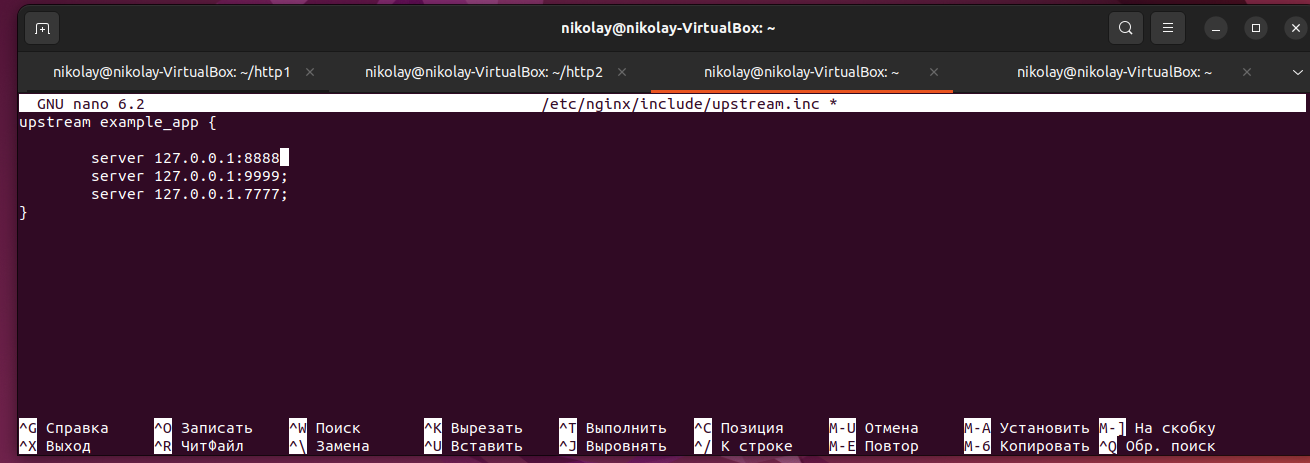 nikolay@nikolay-VirtualBox: ~
nikolay@nikolay-VirtualBox: ~/http1
nikolay@nikolay-VirtualBox: ~/http2
nikolay@nikolay-VirtualBox: ~
nikolay@nikolay-VirtualBox: ~
GNU nano 6.2 /etc/nginx/include/upstream.inc *
upstream example_app {
server 127.0.0.1:8888
server 127.0.0.1:9999;
server 127.0.0.1.7777;
}
^G Справка ^O Записать ^W Поиск ^K Вырезать ^T Выполнить ^C Позиция M-U Отмена M-A Установить M-] На скобку
^X Выход ^R ЧитФайл ^\ Замена ^U Вставить ^J Выровнять ^/ К строке M-E Повтор M-6 Копировать ^Q Обр. поиск